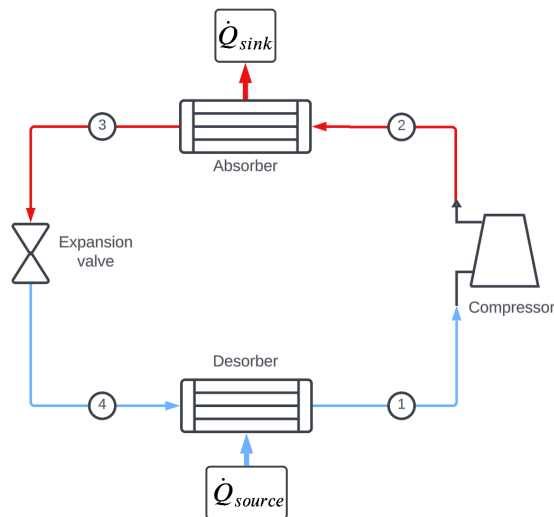 Q̇sink
3
2
Absorber
Expansion
valve
Compressor
Desorber
4
1
Q̇source